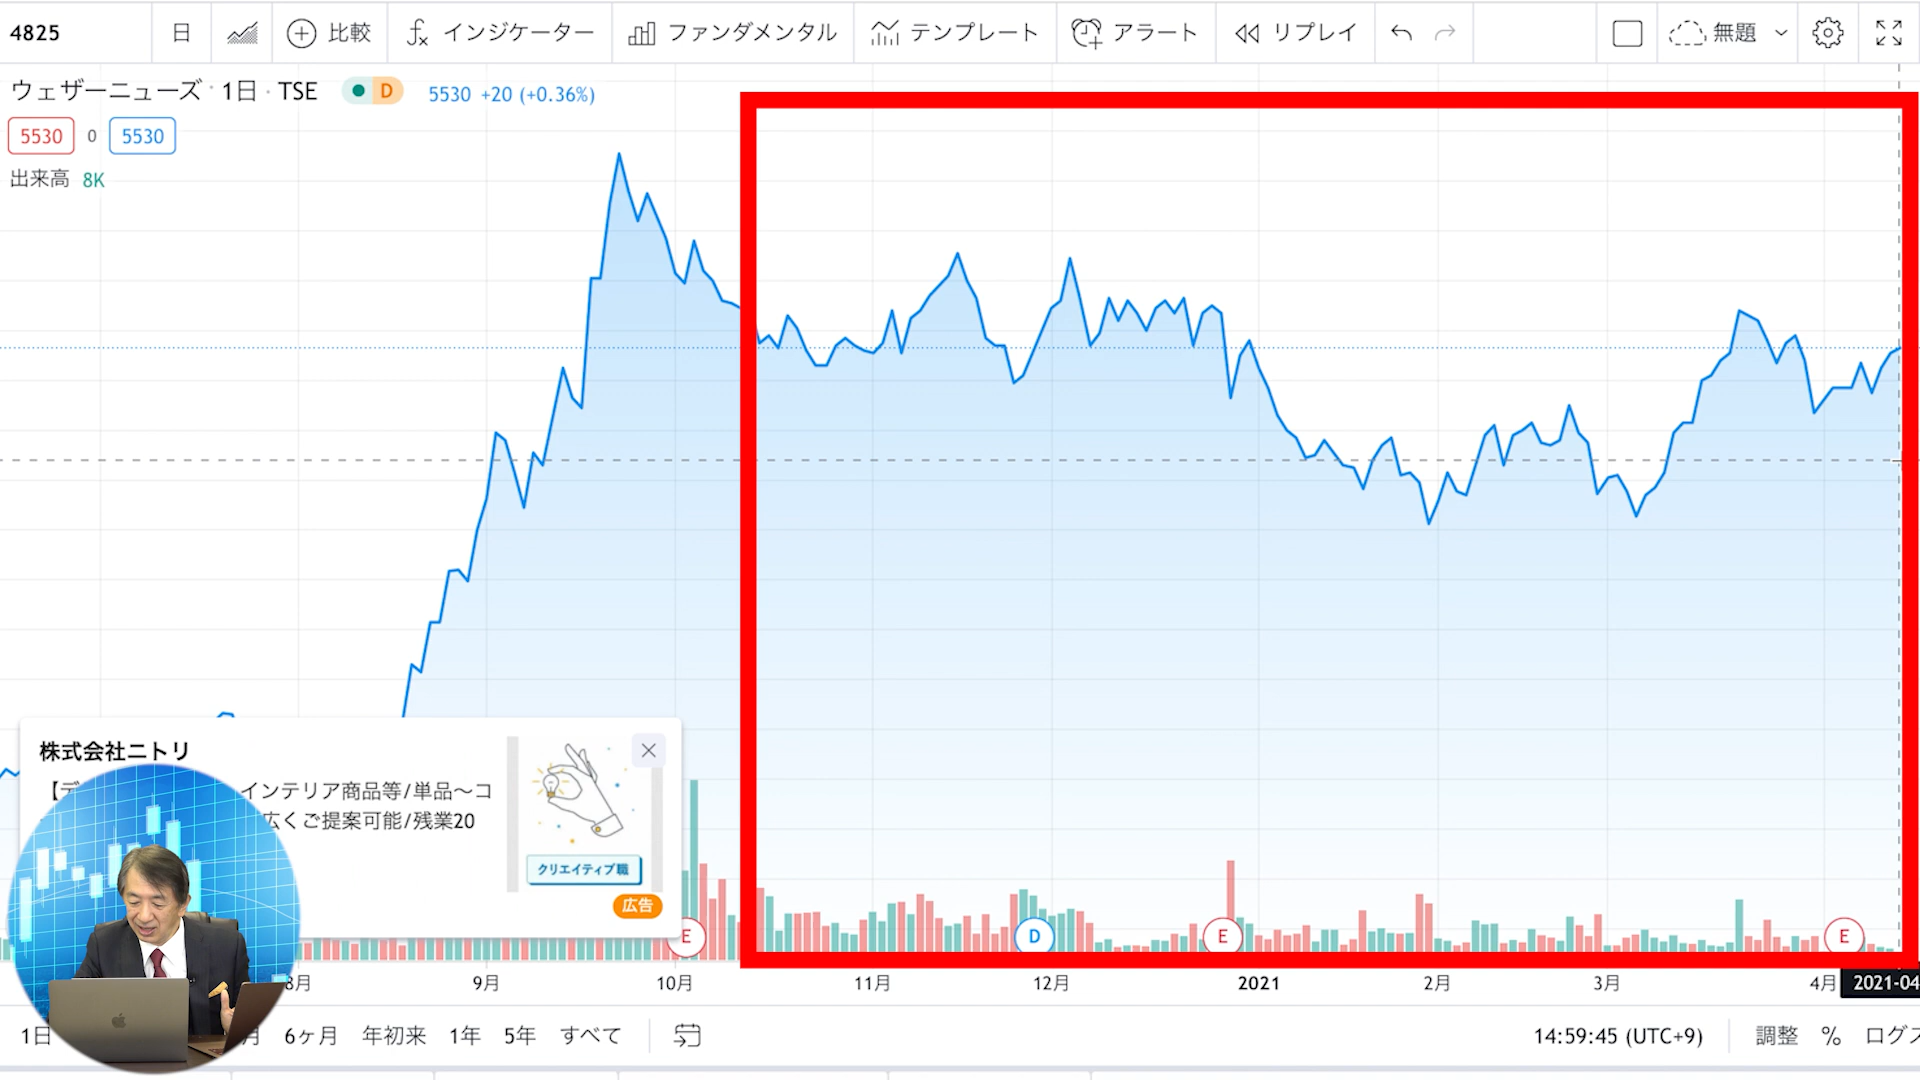 4825 日 比較 インジケーター ファンダメンタル テンプレート アラート リプレイ 無題
ウェザーニューズ · 1日 · TSE D 5530 +20 (+0.36%)
5530 0 5530
出来高 8K
株式会社ニトリ
インテリア商品等/単品〜コ
広くご提案可能/残業20
クリエイティブ職
広告
E D E E
8月 9月 10月 11月 12月 2021 2月 3月 4月 2021-04
1日 月 6ヶ月 年初来 1年 5年 すべて 14:59:45 (UTC+9) 調整 % ログス